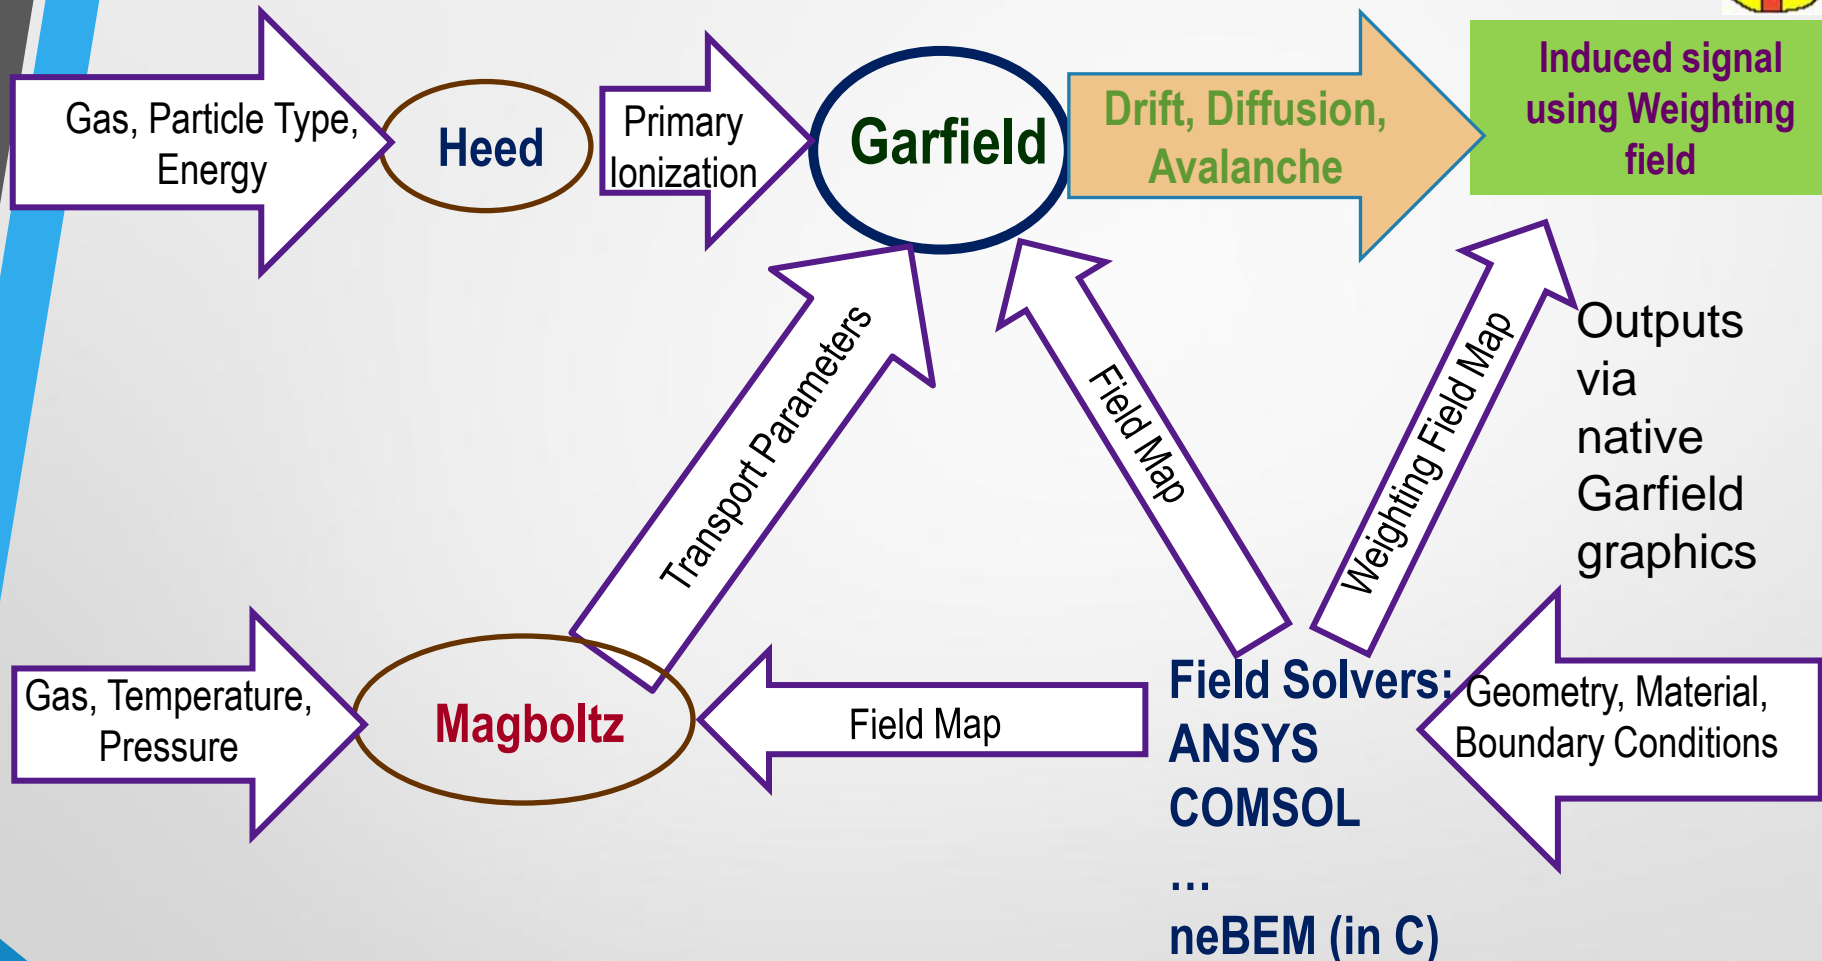 Gas, Particle Type,
Energy
Heed
Primary
Ionization
Garfield
Drift, Diffusion,
Avalanche
Induced signal
using Weighting
field
Transport Parameters
Field Map
Weighting Field Map
Outputs
via
native
Garfield
graphics
Gas, Temperature,
Pressure
Magboltz
Field Map
Field Solvers:
ANSYS
COMSOL
...
neBEM (in C)
Geometry, Material,
Boundary Conditions